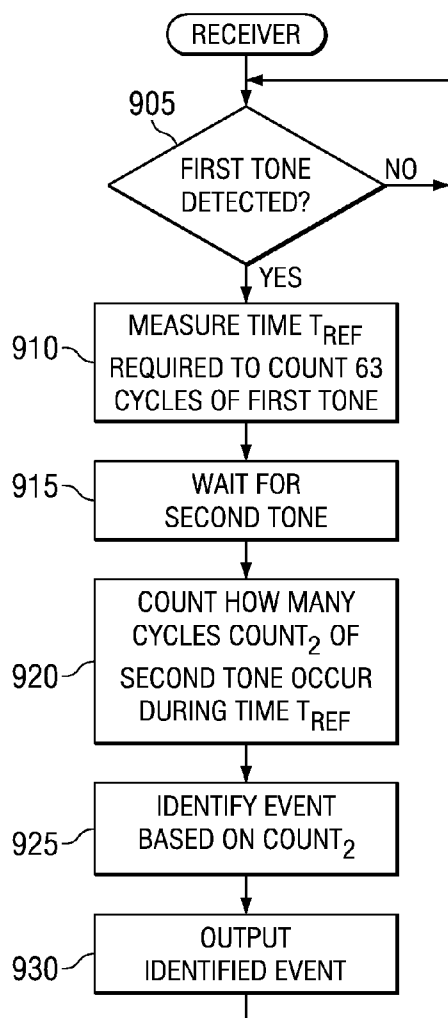 RECEIVER
905
FIRST TONE
DETECTED?
NO
YES
910
MEASURE TIME T_REF
REQUIRED TO COUNT 63
CYCLES OF FIRST TONE
915
WAIT FOR
SECOND TONE
920
COUNT HOW MANY
CYCLES COUNT₂ OF
SECOND TONE OCCUR
DURING TIME T_REF
925
IDENTIFY EVENT
BASED ON COUNT₂
930
OUTPUT
IDENTIFIED EVENT